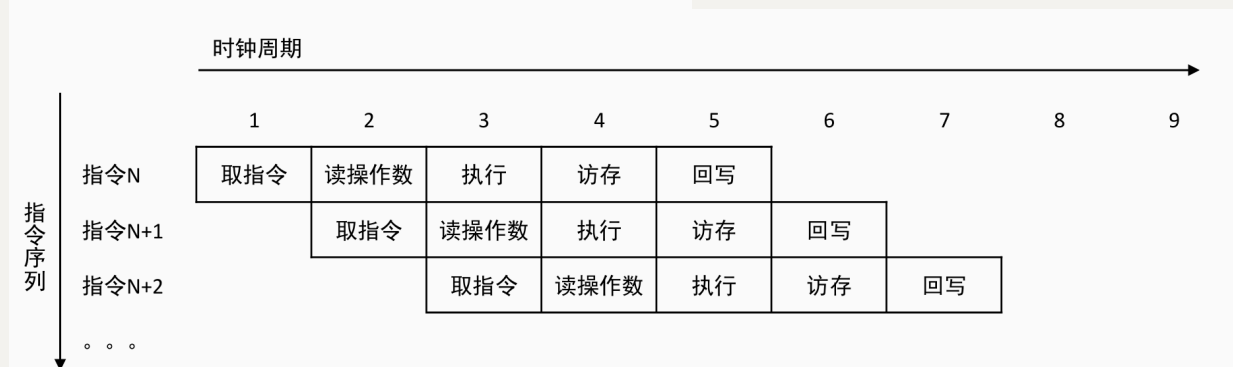 时钟周期
1 2 3 4 5 6 7 8 9
指令序列
指令N 取指令 读操作数 执行 访存 回写
指令N+1 取指令 读操作数 执行 访存 回写
指令N+2 取指令 读操作数 执行 访存 回写
。。。